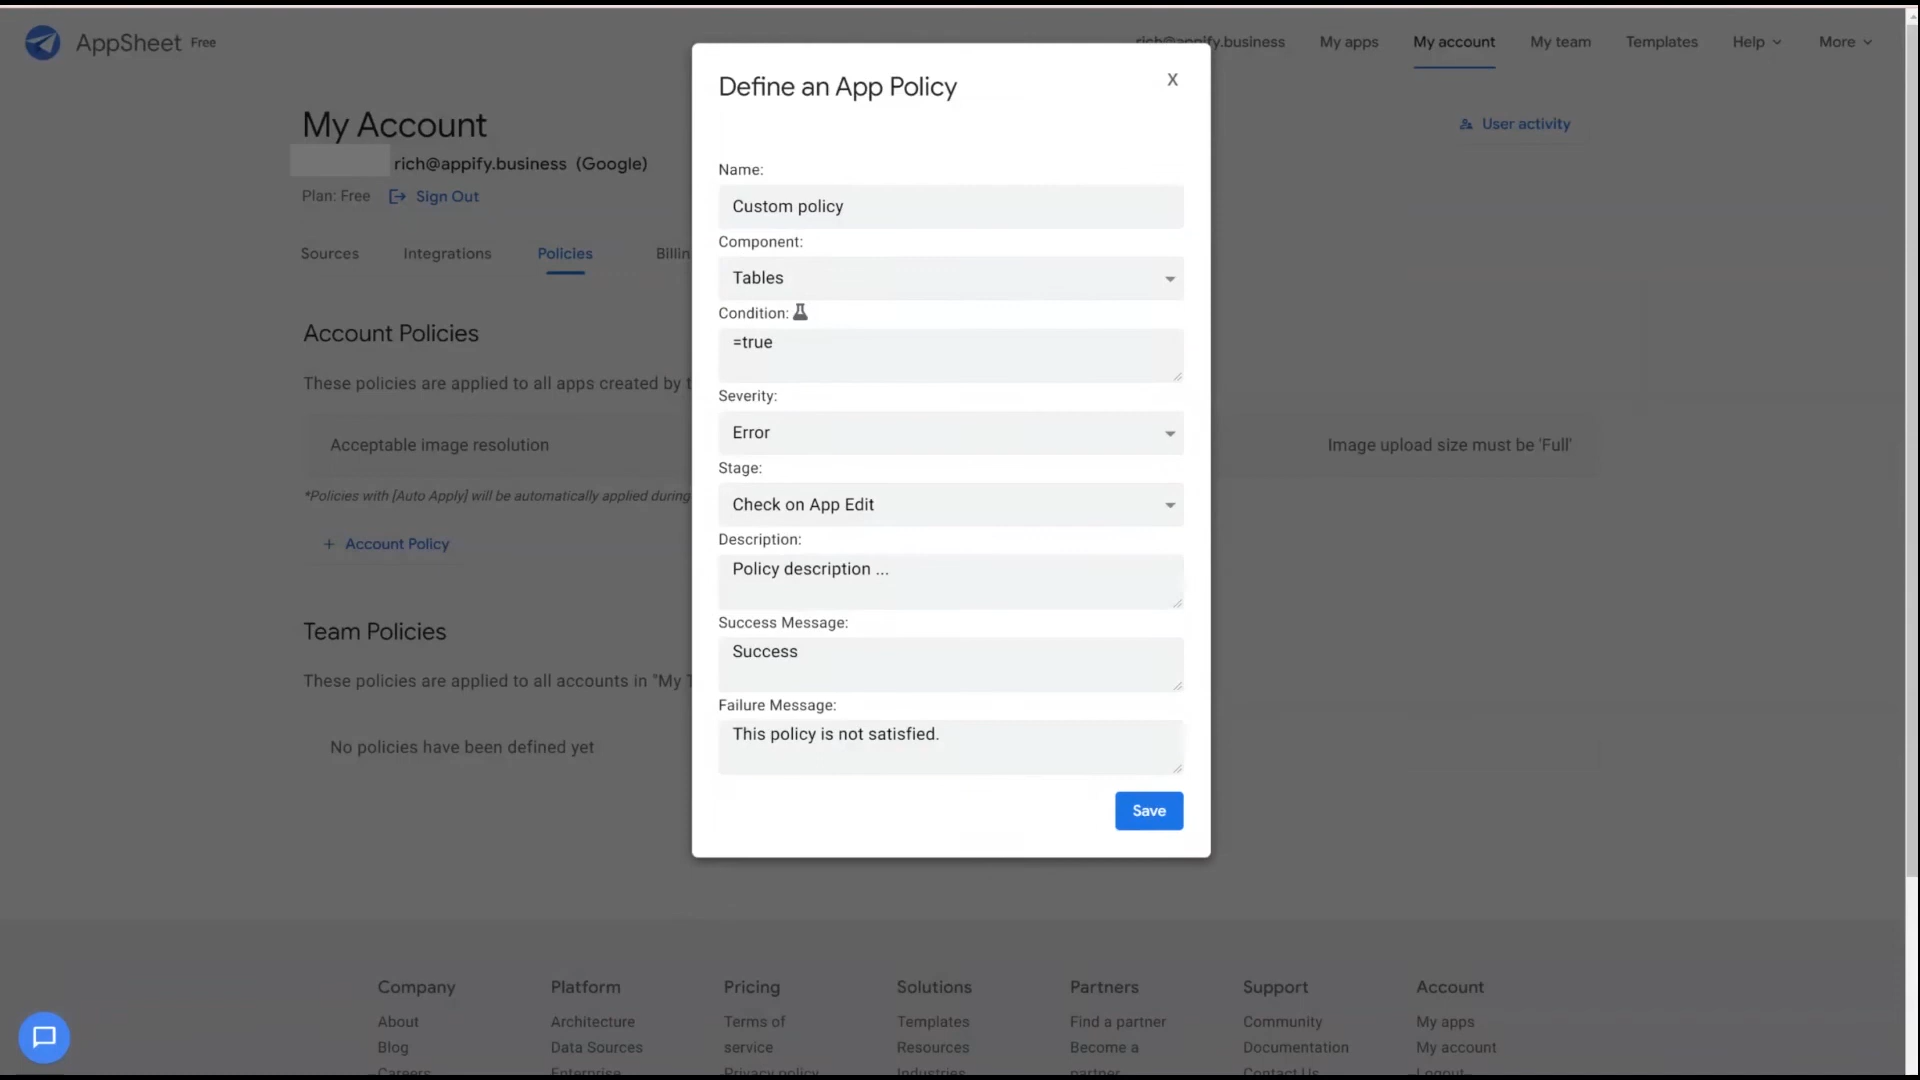 AppSheet Free
rich@appify.business My apps My account My team Templates Help More
My Account
rich@appify.business (Google)
Plan: Free Sign Out
User activity
Sources Integrations Policies Billin
Account Policies
These policies are applied to all apps created by t
Acceptable image resolution
Image upload size must be 'Full'
*Policies with [Auto Apply] will be automatically applied during
+ Account Policy
Team Policies
These policies are applied to all accounts in "My T
No policies have been defined yet
Define an App Policy X
Name:
Custom policy
Component:
Tables
Condition:
=true
Severity:
Error
Stage:
Check on App Edit
Description:
Policy description ...
Success Message:
Success
Failure Message:
This policy is not satisfied.
Save
Company Platform Pricing Solutions Partners Support Account
About Architecture Terms of Templates Find a partner Community My apps
Blog Data Sources service Resources Become a Documentation My account
Careers Enterprise Privacy policy Industries partner Contact Us Logout